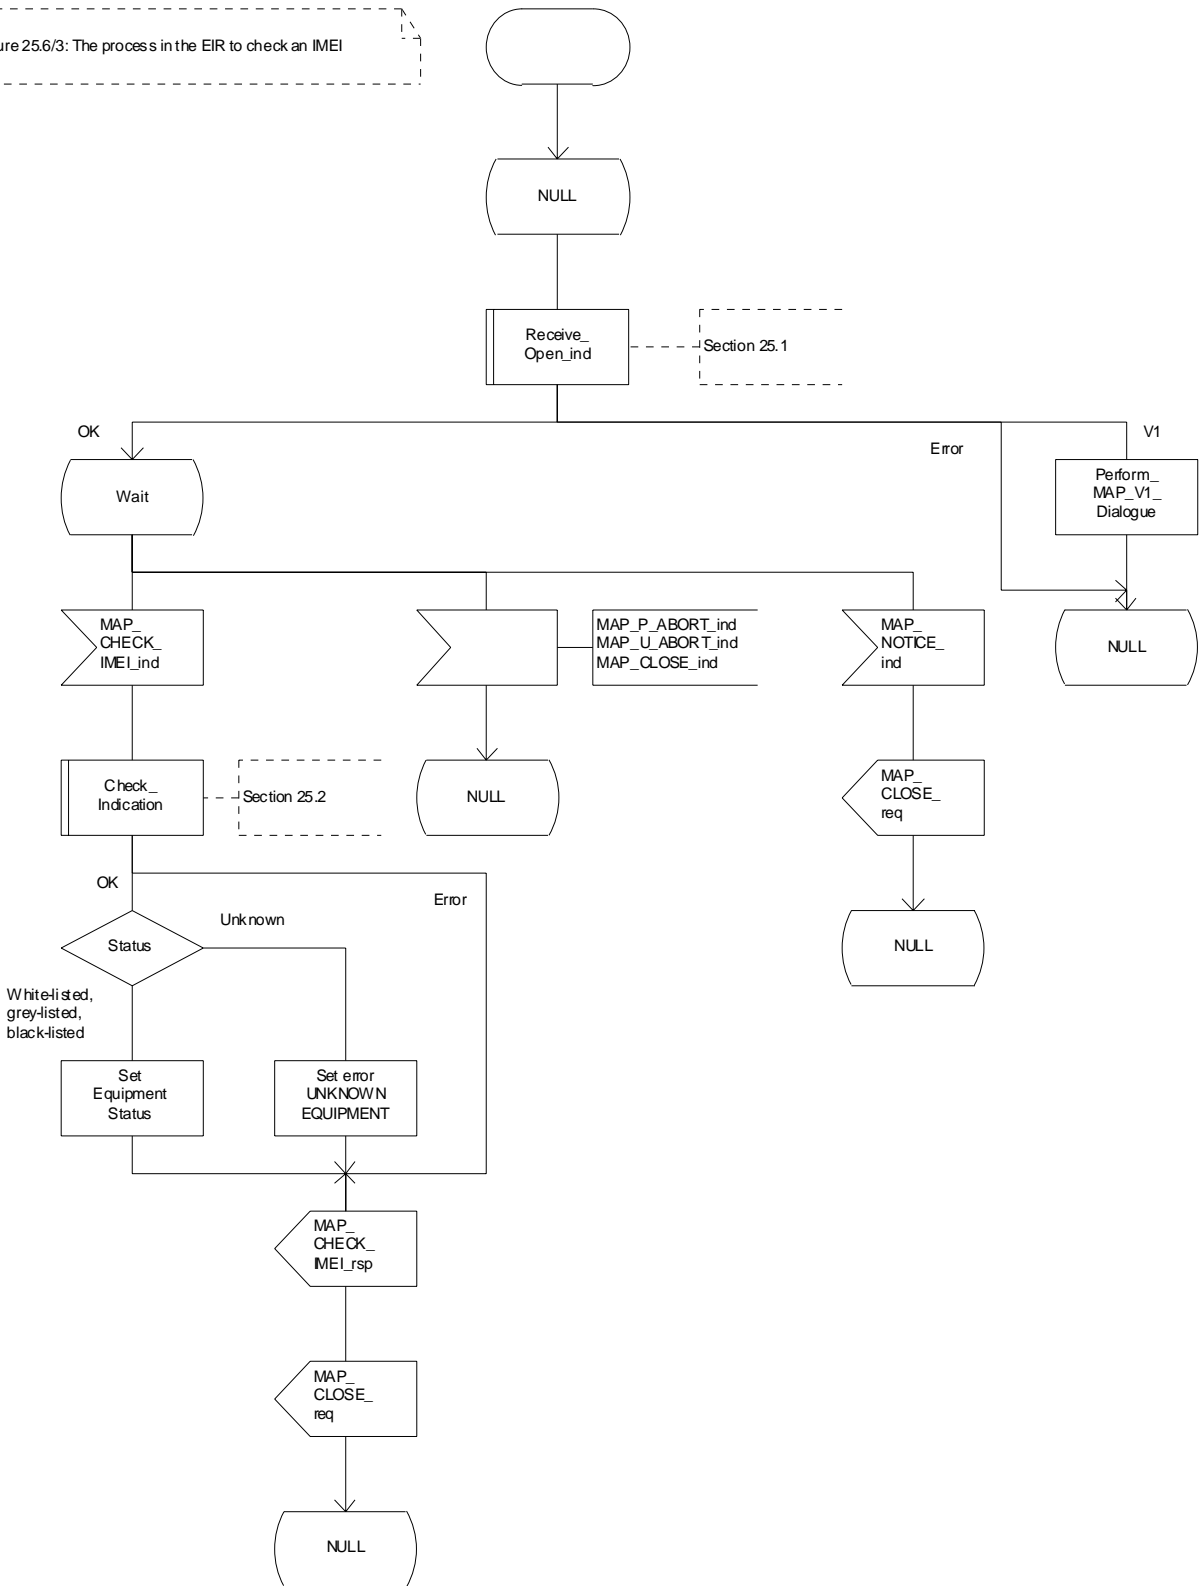 ure 25.6/3: The process in the EIR to check an IMEI
NULL
Receive_
Open_ind
Section 25.1
OK
Error
V1
Wait
Perform_
MAP_V1_
Dialogue
MAP_
CHECK_
IMEI_ind
MAP_P_ABORT_ind
MAP_U_ABORT_ind
MAP_CLOSE_ind
MAP_
NOTICE_
ind
NULL
Check_
Indication
Section 25.2
NULL
MAP_
CLOSE_
req
OK
Error
Unknown
Status
NULL
White-listed,
grey-listed,
black-listed
Set
Equipment
Status
Set error
UNKNOWN
EQUIPMENT
MAP_
CHECK_
IMEI_rsp
MAP_
CLOSE_
req
NULL